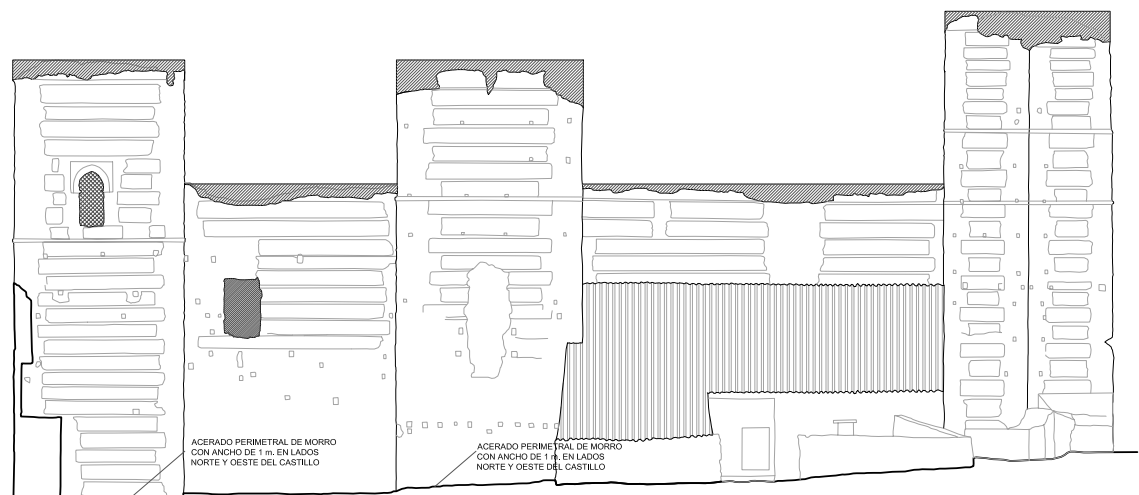 ACERADO PERIMETRAL DE MORRO
CON ANCHO DE 1 m. EN LADOS
NORTE Y OESTE DEL CASTILLO
ACERADO PERIMETRAL DE MORRO
CON ANCHO DE 1 m. EN LADOS
NORTE Y OESTE DEL CASTILLO